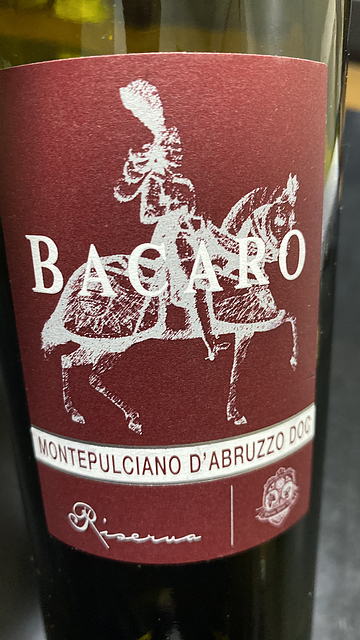 BACARO
MONTEPULCIANO D'ABRUZZO DOC
Riserva